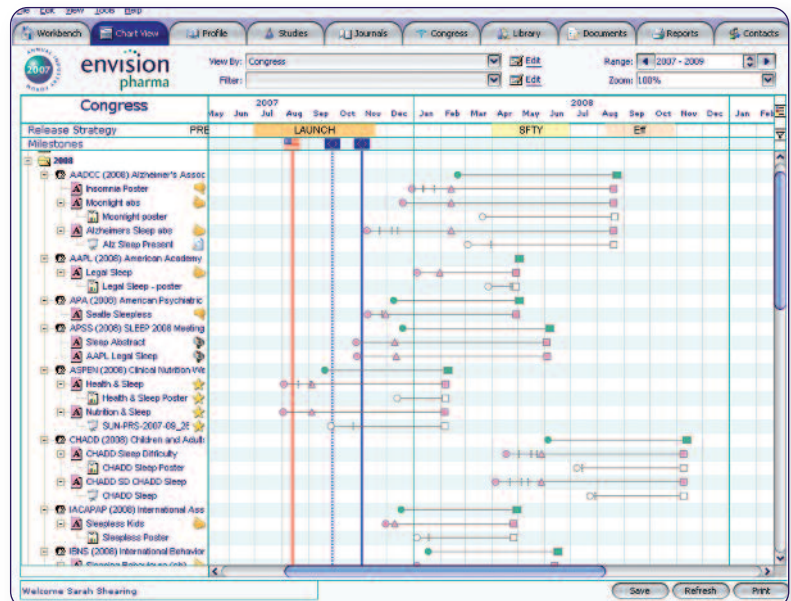 File Edit View Tools Help
Workbench Chart View Profile Studies Journals Congress Library Documents Reports Contacts
2007
envision
pharma
View By: Congress Edit Range: 2007 - 2009
Filter: Edit Zoom: 100%
Congress
2007 2008
May Jun Jul Aug Sep Oct Nov Dec Jan Feb Mar Apr May Jun Jul Aug Sep Oct Nov Dec Jan Feb
Release Strategy PRE LAUNCH SFTY Eff
Milestones
2008
AADCC (2008) Alzheimer's Assoc
Insomnia Poster
Moonlight abs
Moonlight poster
Alzheimers Sleep abs
Alz Sleep Present
AAPL (2008) American Academy
Legal Sleep
Legal Sleep - poster
APA (2008) American Psychiatric
Seatle Sleepless
APSS (2008) SLEEP 2008 Meeting
Sleep Abstract
AAPL Legal Sleep
ASPEN (2008) Clinical Nutrition We
Health & Sleep
Health & Sleep Poster
Nutrition & Sleep
SUN-PRS-2007-09_25
CHADD (2008) Children and Adult
CHADD Sleep Difficulty
CHADD Sleep Poster
CHADD SD CHADD Sleep
CHADD Sleep
IACAPAP (2008) International Ass
Sleepless Kids
Sleepless Poster
IBNS (2008) International Behavior
Welcome Sarah Shearing Save Refresh Print